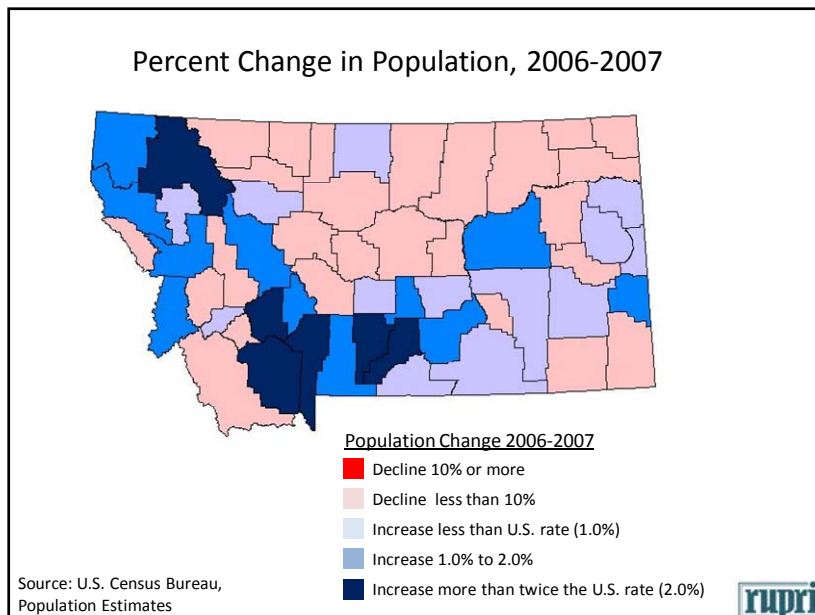 Percent Change in Population, 2006-2007
Population Change 2006-2007
Decline 10% or more
Decline less than 10%
Increase less than U.S. rate (1.0%)
Increase 1.0% to 2.0%
Increase more than twice the U.S. rate (2.0%)
Source: U.S. Census Bureau,
Population Estimates
rupri